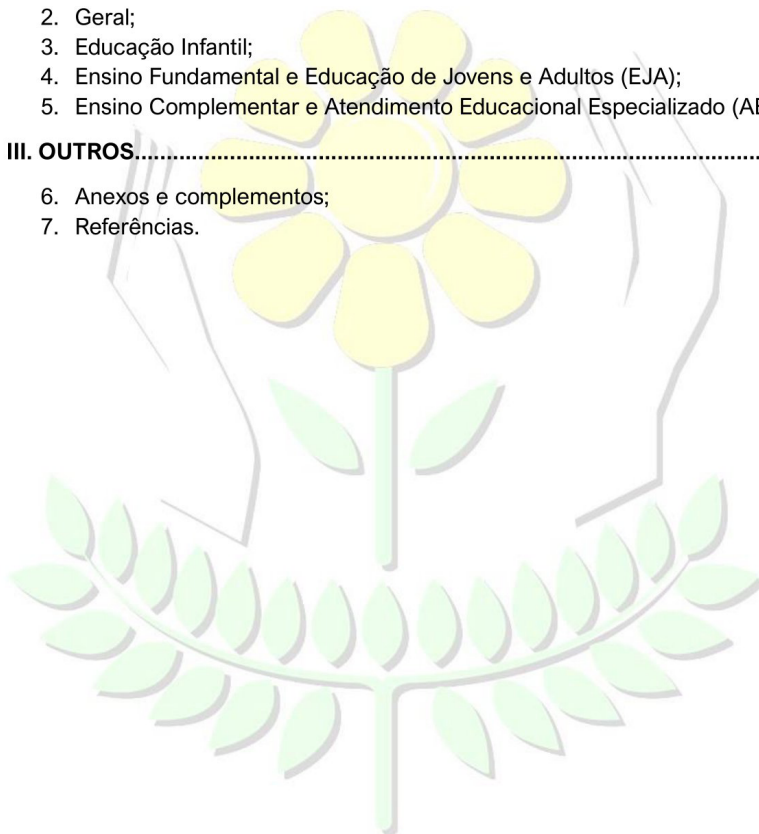 2. Geral;
3. Educação Infantil;
4. Ensino Fundamental e Educação de Jovens e Adultos (EJA);
5. Ensino Complementar e Atendimento Educacional Especializado
III. OUTROS....................................................................................................
6. Anexos e complementos;
7. Referências.